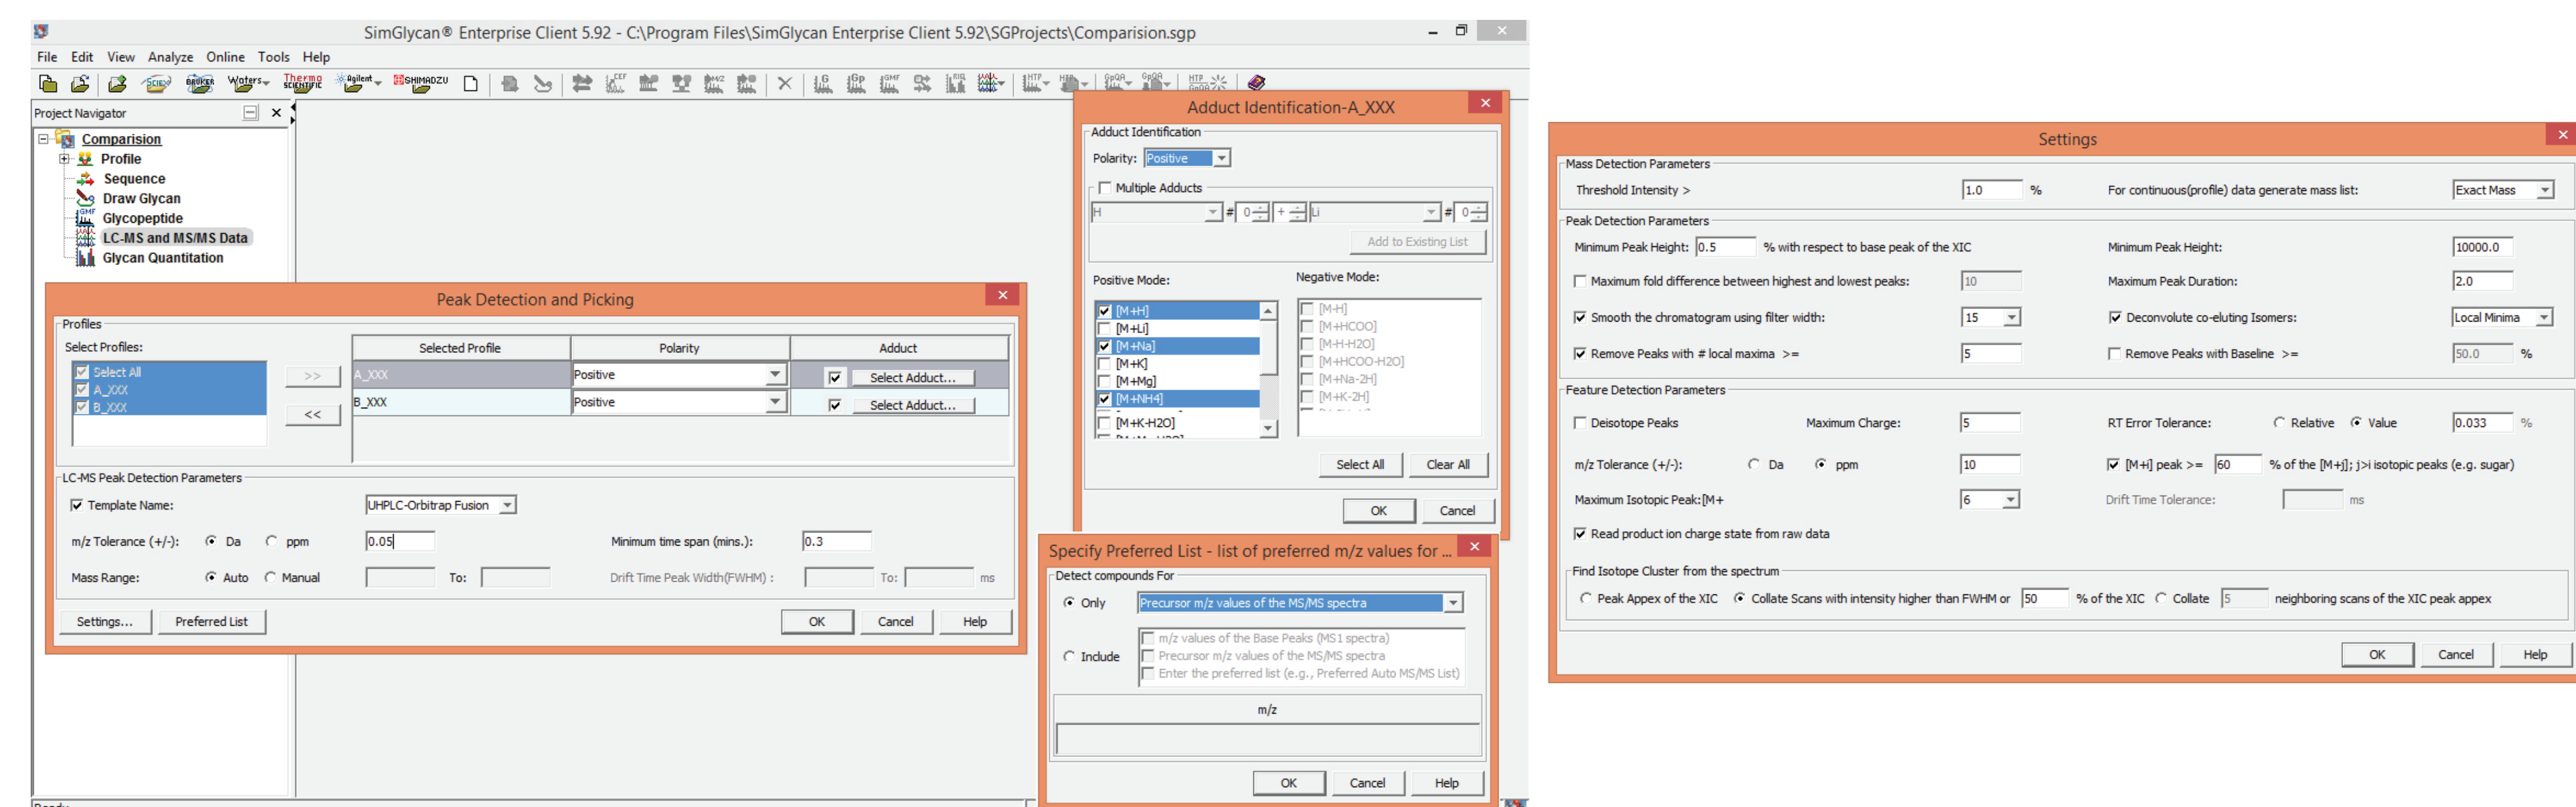 SimGlycan® Enterprise Client 5.92 - C:\Program Files\SimGlycan Enterprise Client 5.92\SGProjects\Comparision.sgp
File Edit View Analyze Online Tools Help
SCIEX BRUKER Waters Thermo SCIENTIFIC Agilent SHIMADZU
Project Navigator
Comparision
Profile
Sequence
Draw Glycan
Glycopeptide
LC-MS and MS/MS Data
Glycan Quantitation
Peak Detection and Picking
Profiles
Select Profiles:
Select All
A_XXX
B_XXX
>>
<<
Selected Profile Polarity Adduct
A_XXX Positive Select Adduct...
B_XXX Positive Select Adduct...
LC-MS Peak Detection Parameters
Template Name: UHPLC-Orbitrap Fusion
m/z Tolerance (+/-): Da ppm 0.05 Minimum time span (mins.): 0.3
Mass Range: Auto Manual To: Drift Time Peak Width(FWHM) : To: ms
Settings... Preferred List OK Cancel Help
Adduct Identification-A_XXX
Adduct Identification
Polarity: Positive
Multiple Adducts
H # 0 + Li # 0
Add to Existing List
Positive Mode:
[M+H]
[M+Li]
[M+Na]
[M+K]
[M+Mg]
[M+NH4]
[M+K-H2O]
Negative Mode:
[M-H]
[M+HCOO]
[M-H-H2O]
[M+HCOO-H2O]
[M+Na-2H]
[M+K-2H]
Select All Clear All
OK Cancel
Specify Preferred List - list of preferred m/z values for ...
Detect compounds For
Only Precursor m/z values of the MS/MS spectra
Include
m/z values of the Base Peaks (MS1 spectra)
Precursor m/z values of the MS/MS spectra
Enter the preferred list (e.g., Preferred Auto MS/MS List)
m/z
OK Cancel Help
Settings
Mass Detection Parameters
Threshold Intensity > 1.0 % For continuous(profile) data generate mass list: Exact Mass
Peak Detection Parameters
Minimum Peak Height: 0.5 % with respect to base peak of the XIC Minimum Peak Height: 10000.0
Maximum fold difference between highest and lowest peaks: 10 Maximum Peak Duration: 2.0
Smooth the chromatogram using filter width: 15 Deconvolute co-eluting Isomers: Local Minima
Remove Peaks with # local maxima >= 5 Remove Peaks with Baseline >= 50.0 %
Feature Detection Parameters
Deisotope Peaks Maximum Charge: 5 RT Error Tolerance: Relative Value 0.033 %
m/z Tolerance (+/-): Da ppm 10 [M+i] peak >= 60 % of the [M+j]; j>i isotopic peaks (e.g. sugar)
Maximum Isotopic Peak:[M+ 6 Drift Time Tolerance: ms
Read product ion charge state from raw data
Find Isotope Cluster from the spectrum
Peak Appex of the XIC Collate Scans with intensity higher than FWHM or 50 % of the XIC Collate 5 neighboring scans of the XIC peak appex
OK Cancel Help